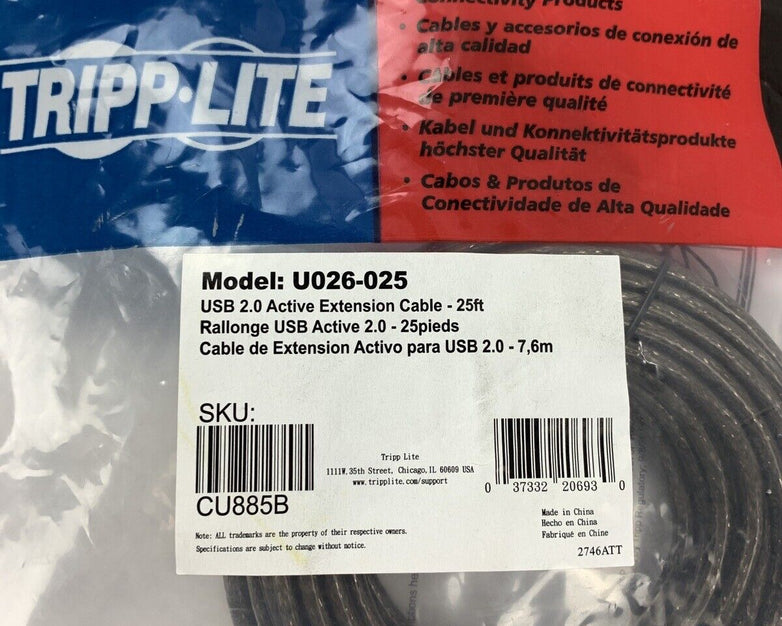 Connectivity Products
• Cables y accesorios de conexión de
alta calidad
TRIPP·LITE
• Câbles et produits de connectivité
de première qualité
• Kabel und Konnektivitätsprodukte
höchster Qualität
• Cabos & Produtos de
Conectividade de Alta Qualidade
Model: U026-025
USB 2.0 Active Extension Cable - 25ft
Rallonge USB Active 2.0 - 25pieds
Cable de Extension Activo para USB 2.0 - 7,6m
SKU:
CU885B
Tripp Lite
1111W. 35th Street, Chicago, IL 60609 USA
www.tripplite.com/support
0 37332 20693 0
Made in China
Hecho en China
Fabriqué en Chine
Note: ALL trademarks are the property of their respective owners.
Specifications are subject to change without notice.
2746ATT